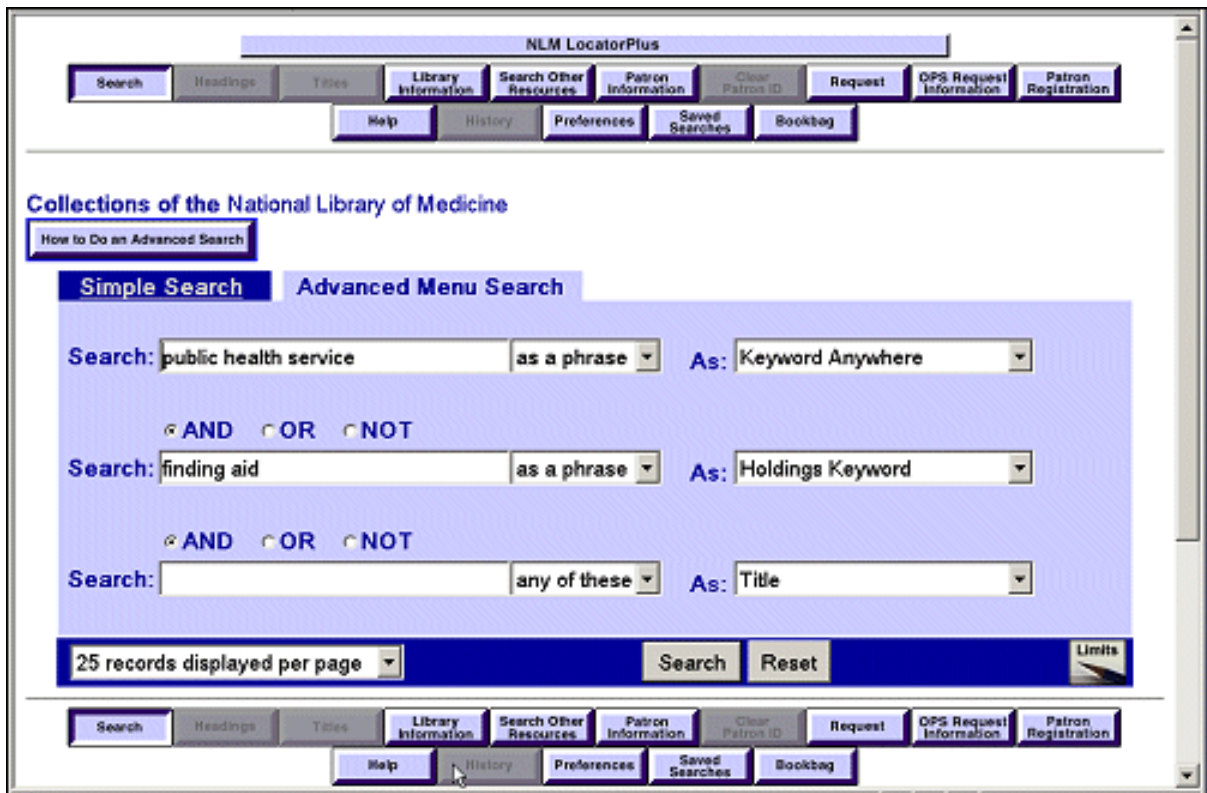 NLM LocatorPlus
Search Headings Titles Library Information Search Other Resources Patron Information Clear Patron ID Request OPS Request Information Patron Registration
Help History Preferences Saved Searches Bookbag
Collections of the National Library of Medicine
How to Do an Advanced Search
Simple Search Advanced Menu Search
Search: public health service as a phrase As: Keyword Anywhere
AND OR NOT
Search: finding aid as a phrase As: Holdings Keyword
AND OR NOT
Search: any of these As: Title
25 records displayed per page Search Reset Limits
Search Headings Titles Library Information Search Other Resources Patron Information Clear Patron ID Request OPS Request Information Patron Registration
Help History Preferences Saved Searches Bookbag